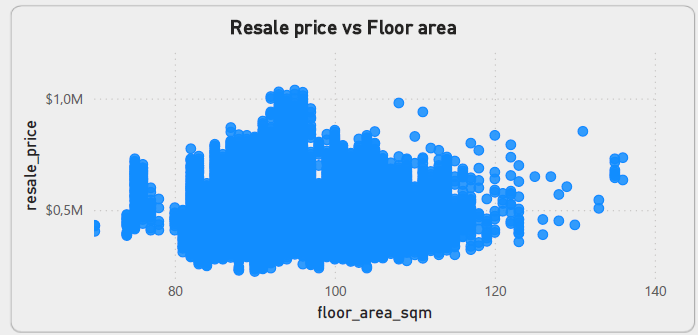 Resale price vs Floor area
$1,0M
$0,5M
resale_price
80 100 120 140
floor_area_sqm